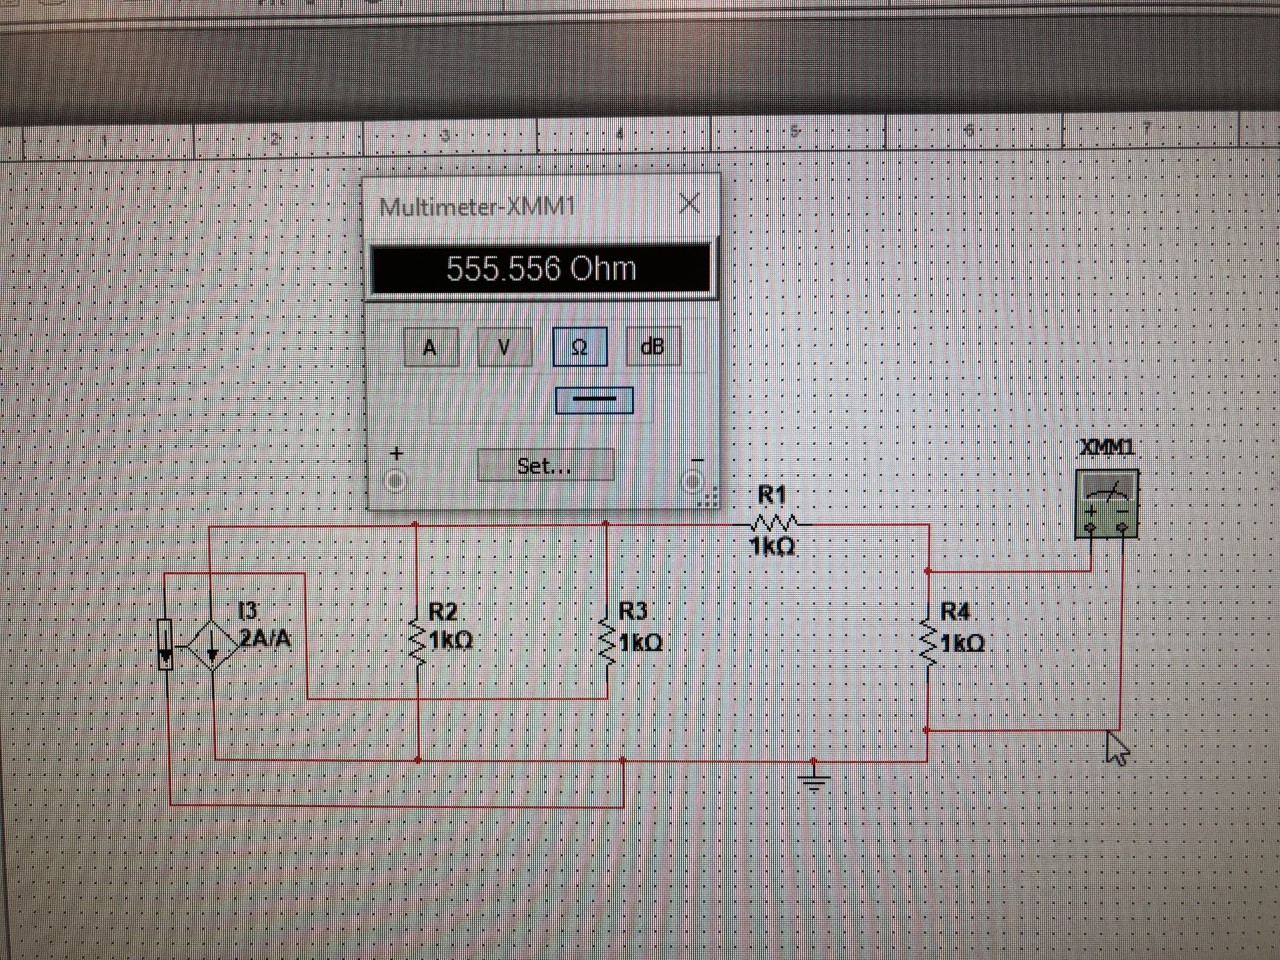 1 2 3 4 5 6 7
Multimeter-XMM1
555.556 Ohm
A V Ω dB
+ −
Set...
XMM1
+ −
R1
1kΩ
I3
2A/A
R2
1kΩ
R3
1kΩ
R4
1kΩ